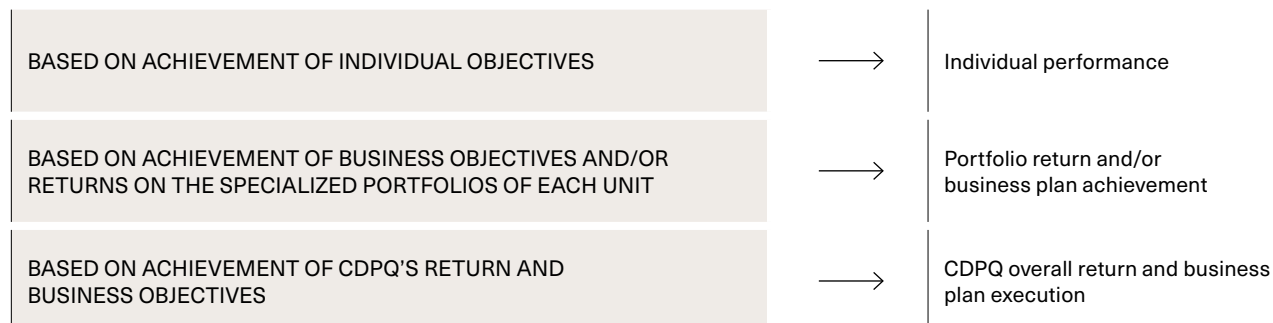 BASED ON ACHIEVEMENT OF INDIVIDUAL OBJECTIVES
Individual performance
BASED ON ACHIEVEMENT OF BUSINESS OBJECTIVES AND/OR
RETURNS ON THE SPECIALIZED PORTFOLIOS OF EACH UNIT
Portfolio return and/or
business plan achievement
BASED ON ACHIEVEMENT OF CDPQ’S RETURN AND
BUSINESS OBJECTIVES
CDPQ overall return and business
plan execution